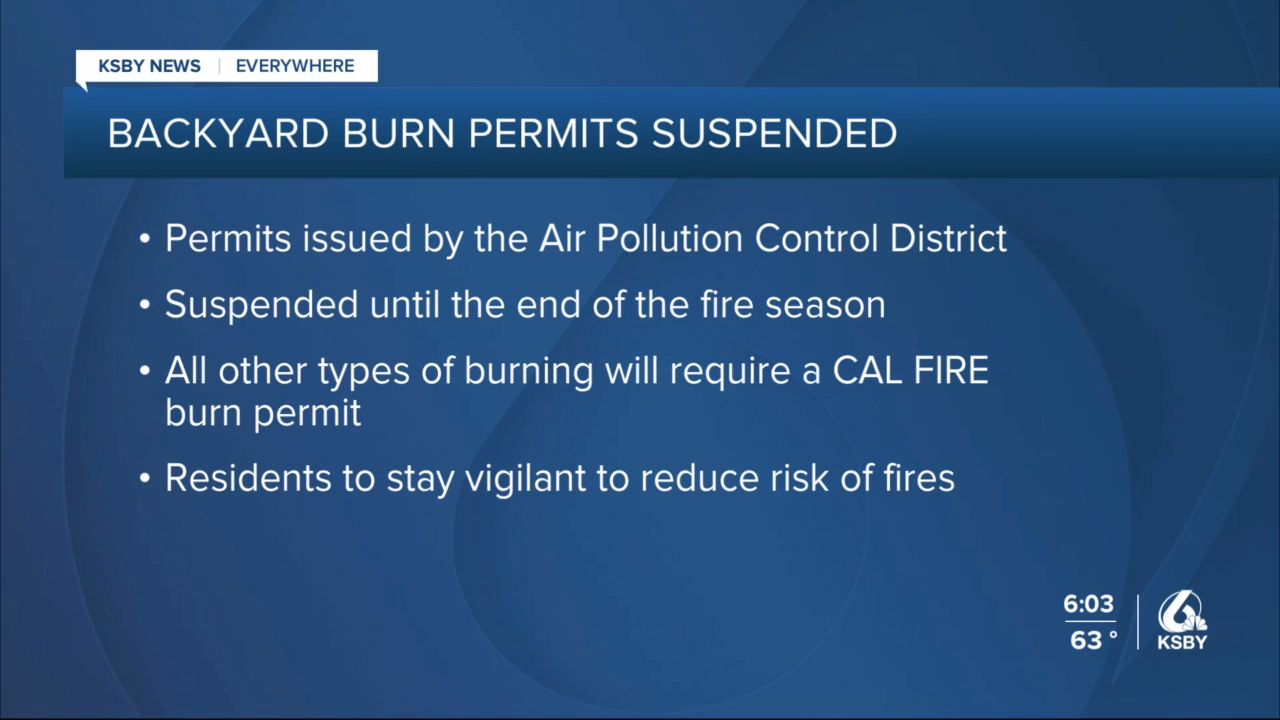 KSBY NEWS | EVERYWHERE
BACKYARD BURN PERMITS SUSPENDED
• Permits issued by the Air Pollution Control District
• Suspended until the end of the fire season
• All other types of burning will require a CAL FIRE
burn permit
• Residents to stay vigilant to reduce risk of fires
6:03
63°
6
KSBY